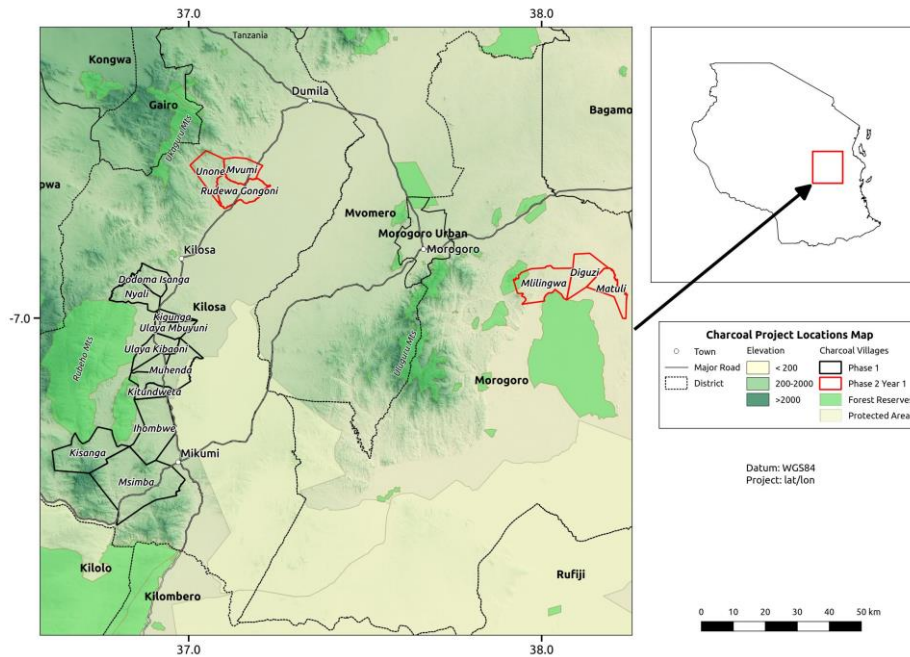 37.0
38.0
Tanzania
Kongwa
Dumila
Gairo
Bagamo
Ukaguru Mts
Unone
Mvumi
owa
Rudewa Gongoni
Mvomero
Morogoro Urban
Morogoro
Kilosa
Diguzi
Mlilingwa
Matuli
Dodoma Isanga
Nyali
Kilosa
-7.0
Kigunga
Ulaya Mbuyuni
Uluguru Mts
Rubeho Mts
Ulaya Kibaoni
Muhenda
Morogoro
Kitundweta
Ihombwe
Kisanga
Mikumi
Msimba
Kilolo
Rufiji
Kilombero
37.0
38.0
Charcoal Project Locations Map
Town
Major Road
District
Elevation
< 200
200-2000
>2000
Charcoal Villages
Phase 1
Phase 2 Year 1
Forest Reserves
Protected Area
Datum: WGS84
Project: lat/lon
0 10 20 30 40 50 km